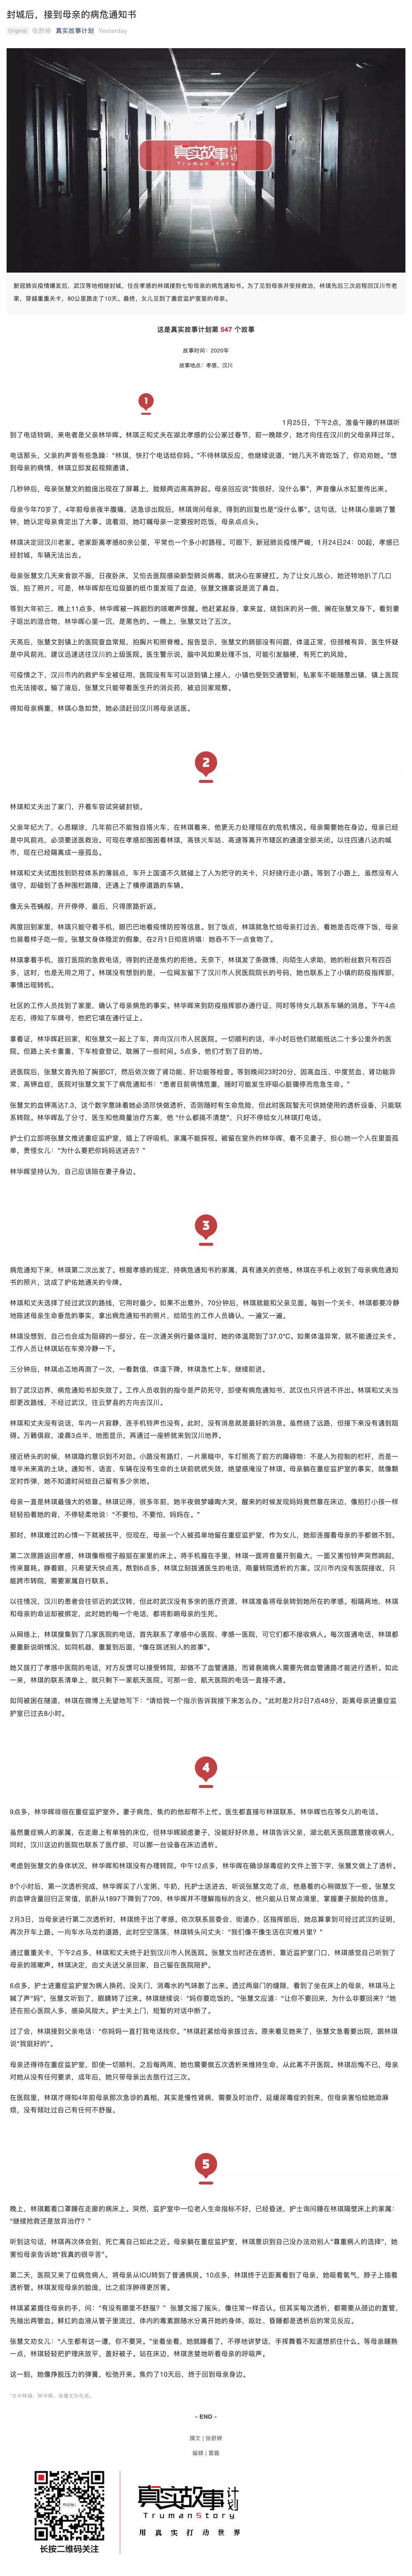 封城后，接到母亲的病危通知书
Original 张舒婷 真实故事计划 Yesterday
真实故事计划
Truman Story
新冠肺炎疫情爆发后，武汉等地相继封城，住在孝感的林琪接到七旬母亲的病危通知书。为了见到母亲并安排救治，林琪先后三次启程回汉川市老
家，穿越重重关卡，80公里路走了10天。最终，女儿见到了重症监护室里的母亲。
这是真实故事计划第 547 个故事
故事时间：2020年
故事地点：孝感、汉川
1
1月25日，下午2点，准备午睡的林琪听
到了电话铃响，来电者是父亲林华晖。林琪正和丈夫在湖北孝感的公公家过春节，前一晚除夕，她才向住在汉川的父母亲拜过年。
电话那头，父亲的声音有些急躁：“林琪，快打个电话给你妈。”不待林琪反应，他继续说道，“她几天不肯吃饭了，你劝劝她。”想
到母亲的病情，林琪立即发起视频邀请。
几秒钟后，母亲张慧文的脸庞出现在了屏幕上，脸颊两边高高肿起。母亲回应说“我很好，没什么事”，声音像从水缸里传出来。
母亲今年70岁了，4年前母亲夜半腹痛，送急诊出院后，林琪询问母亲，得到的回复也是“没什么事”。这句话，让林琪心里响了警
钟，她认定母亲肯定出了大事。流着泪，她叮嘱母亲一定要按时吃饭，母亲点点头。
林琪决定回汉川老家。老家距离孝感80余公里，平常也一个多小时路程。可眼下，新冠肺炎疫情严峻，1月24日24：00起，孝感已
经封城，车辆无法出去。
母亲张慧文几天来食欲不振，日夜卧床。又怕去医院感染新型肺炎病毒，就决心在家硬扛。为了让女儿放心，她还特地扒了几口
饭，拍了照片。可是，林华晖却在垃圾篓的纸巾里发现了血迹，张慧文搪塞说是流了鼻血。
等到大年初三，晚上11点多，林华晖被一阵剧烈的咳嗽声惊醒。他赶紧起身，拿来盆，绕到床的另一侧，搁在张慧文身下。看到妻
子呕出的混合物，林华晖心里一沉，是黑色的。一晚上，张慧文吐了五次。
天亮后，张慧文到镇上的医院查血常规，拍胸片和照脊椎。报告显示，张慧文的肺部没有问题，体温正常，但颈椎有异，医生怀疑
是中风前兆，建议迅速送往汉川的上级医院。医生警示说，脑中风如果处理不当，可能引发脑梗，有死亡的风险。
可疫情之下，汉川市内的救护车全被征用，医院没有车可以派到镇上接人，小镇也受到交通管制，私家车不能随意出镇，镇上医院
也无法接收。输了液后，张慧文只能带着医生开的消炎药，被迫回家观察。
得知母亲病重，林琪心急如焚，她必须赶回汉川将母亲送医。
2
林琪和丈夫出了家门，开着车尝试突破封锁。
父亲年纪大了，心思糊涂，几年前已不能独自搭火车，在林琪看来，他更无力处理现在的危机情况。母亲需要她在身边。母亲已经
是中风前兆，必须要送医救治。可现在孝感却围困着林琪，高铁火车站、高速等离开市辖区的通道全部关闭。以往四通八达的城
市，现在已经隔离成一座孤岛。
林琪和丈夫试图找到防控体系的薄弱点，车开上国道不久就碰上了人为把守的关卡，只好绕行走小路。等到了小路上，虽然没有人
值守，却碰到了各种围栏路障，还遇上了横停道路的车辆。
像无头苍蝇般，开开停停，最后，只得原路折返。
再度回到家里，林琪只能守着手机，眼巴巴地看疫情防控等信息。到了饭点，林琪就急忙给母亲打过去，看她是否吃得下饭，母亲
也装着样子吃一些。张慧文身体稳定的假象，在2月1日彻底坍塌：她吞不下一点食物了。
林琪拿着手机，拨打医院的急救电话，得到的还是焦灼的拒绝。无奈下，林琪发了条微博，向陌生人求助，她的粉丝数只有四百
多，这时，也是无用之用了。林琪没有想到的是，一位网友留下了汉川市人民医院院长的号码，她也联系上了小镇的防疫指挥部，
事情出现转机。
社区的工作人员找到了家里，确认了母亲病危的事实。林华晖来到防疫指挥部办通行证，同时等待女儿联系车辆的消息。下午4点
左右，得知了车牌号，他把它填在通行证上。
拿着证，林华晖赶回家，和张慧文一起上了车，奔向汉川市人民医院。一切顺利的话，半小时后他们就能抵达二十多公里外的医
院。但路上关卡重重，下车检查登记，耽搁了一些时间。5点多，他们才到了目的地。
进医院后，张慧文首先拍了胸部CT，然后依次做了肾功能、肝功能等检查。等到晚间23时20分，因高血压、中度贫血、肾功能异
常、高钾血症，医院对张慧文发下了病危通知书：“患者目前病情危重，随时可能发生呼吸心脏骤停而危急生命。”
张慧文的血钾高达7.3，这个数字意味着她必须尽快做透析，否则随时有生命危险，但此时医院暂无可供她使用的透析设备，只能联
系转院。林华晖乱了分寸，医生和他商量治疗方案，他 “什么都搞不清楚”，只好不停给女儿林琪打电话。
护士们立即将张慧文推进重症监护室，插上了呼吸机，家属不能探视。被留在室外的林华晖，看不见妻子，担心她一个人在里面孤
单，责怪女儿：“为什么要把你妈妈送进去？”
林华晖坚持认为，自己应该陪在妻子身边。
3
病危通知下来，林琪第二次出发了。根据孝感的规定，持病危通知书的家属，具有通关的资格。林琪在手机上收到了母亲病危通知
书的照片，这成了护佑她通关的令牌。
林琪和丈夫选择了经过武汉的路线，它用时最少。如果不出意外，70分钟后，林琪就能和父亲见面。每到一个关卡，林琪都要冷静
地陈述母亲生命垂危的事实，拿出病危通知书的照片，给陌生的工作人员确认，一遍又一遍。
林琪没想到，自己也会成为阻碍的一部分。在一次通关例行量体温时，她的体温爬到了37.0℃。如果体温异常，就不能通过关卡。
工作人员让林琪站在车旁冷静一下。
三分钟后，林琪忐忑地再测了一次，一看数值，体温下降，林琪急忙上车，继续前进。
到了武汉边界，病危通知书却失效了。工作人员收到的指令是严防死守，即使有病危通知书，武汉也只许进不许出。林琪和丈夫当
即更改路线，不经过武汉，往云梦县的方向去汉川。
林琪和丈夫没有说话，车内一片寂静，连手机铃声也没有。此时，没有消息就是最好的消息。虽然绕了远路，但接下来没有遇到阻
碍。万籁俱寂，凌晨3点半，地图显示，再通过一座桥就来到汉川地界。
接近桥头的时候，林琪隐约意识到不对劲。小路没有路灯，一片黑暗中，车灯照亮了前方的障碍物：不是人为控制的栏杆，而是一
堆半米来高的土块。通知书、语言、车辆在没有生命的土块前统统失效，绝望感淹没了林琪。母亲躺在重症监护室的事实，就像颗
定时炸弹，她不知道时间给自己留有多少余地。
母亲一直是林琪最强大的依靠。林琪记得，很多年前，她半夜做梦嚎啕大哭，醒来的时候发现妈妈竟然靠在床边，像拍打小孩一样
轻轻拍着她的背，不停轻柔地说：“不要怕，不要怕，妈妈在。”
那时，林琪难过的心情一下就被抚平，但现在，母亲一个人被孤单地留在重症监护室，作为女儿，她却连握着母亲的手都做不到。
第二次原路返回孝感，林琪像根棍子般挺在家里的床上。将手机握在手里，林琪一面将音量开到最大，一面又害怕铃声突然响起，
传来噩耗。睁着眼，只希望天快点亮。熬到6点多，林琪立刻拨通医生的电话，商量转院透析的方案。汉川市内没有医院接收，只
能跨市转院，需要家属自行联系。
以往情况，汉川的患者会往邻近的武汉转，但此时武汉没有多余的医疗资源，林琪准备将母亲转到她所在的孝感。相隔两地，林琪
和母亲的命运却被绑定，此时她的每一个电话，都将影响母亲的生死。
从网络上，林琪搜集到了几家医院的电话，首先联系了孝感中心医院、孝感一医院，可它们都不接收病人。每次拨通电话，林琪都
要重新说明情况，如同机器，重复到后面，“像在陈述别人的故事”。
她又拨打了孝感中医院的电话，对方反馈可以接受转院，却做不了血管通路，而肾衰竭病人需要先做血管通路才能进行透析。如此
一来，林琪的联系清单上，就只剩下一家航天医院。可那一会，航天医院的电话一直接不通。
如同被困在隧道，林琪在微博上无望地写下：“请给我一个指示告诉我接下来怎么办。”此时是2月2日7点48分，距离母亲进重症监
护室已过去8小时。
4
9点多，林华晖徘徊在重症监护室外。妻子病危，焦灼的他却帮不上忙。医生都直接与林琪联系，林华晖也在等女儿的电话。
虽然重症病人的家属，在走廊上有单独的床位，但林华晖顾虑妻子，没能好好休息。林琪告诉父亲，湖北航天医院愿意接收病人，
同时，汉川这边的医院也联系了医疗部，可以挪一台设备在床边透析。
考虑到张慧文的身体状况，林华晖和林琪没有办理转院。中午12点多，林华晖在确诊尿毒症的文件上签下字，张慧文做上了透析。
8个小时后，第一次透析完成，林华晖买了八宝粥、牛奶，托护士送进去，听说张慧文吃了点，他悬着的心稍微放下一些。张慧文
的血钾含量回归正常值，肌酐从1897下降到了709，林华晖并不理解指标的含义，他只能从日常点滴里，掌握妻子脱险的信息。
2月3日，当母亲进行第二次透析时，林琪终于出了孝感。依次联系居委会、街道办、区指挥部后，她总算拿到可经过武汉的证明，
再次开车上路。一向车水马龙的道路，此时空空荡荡，林琪转头问丈夫：“我们像不像生活在灾难片里？”
通过重重关卡，下午2点多，林琪和丈夫终于赶到汉川市人民医院。张慧文当时还在透析，靠近监护室门口，林琪感觉自己听到了
母亲的咳嗽声。林琪决定，由丈夫送父亲回家，自己留在医院陪护。
6点多，护士进重症监护室为病人换药，没关门，消毒水的气味散了出来。透过两扇门的缝隙，看到了坐在床上的母亲，林琪马上
喊了声“妈”，张慧文听到了，眼睛转了过来。林琪继续说：“妈你要吃饭的。”张慧文应道：“让你不要回来，为什么非要回来？”她
还在担心医院人多，感染风险大。护士关上门，短暂的对话中断了。
过了会，林琪接到父亲电话：“你妈妈一直打我电话找你。”林琪赶紧给母亲拨过去。原来看见她来了，张慧文急着要出院，跟林琪
说“我挺好的”。
母亲还得待在重症监护室，即使一切顺利，之后每两周，她也需要做五次透析来维持生命，从此离不开医院。林琪后悔不已，母亲
对她从没有任何要求，成年后，她只带母亲出去旅行过三次。
在医院里，林琪才得知4年前母亲那次急诊的真相，其实是慢性肾病，需要及时治疗，延缓尿毒症的到来，但母亲害怕给她添麻
烦，没有倾吐过自己有任何不舒服。
5
晚上，林琪戴着口罩睡在走廊的病床上。突然，监护室中一位老人生命指标不好，已经昏迷，护士询问睡在林琪隔壁床上的家属：
“继续抢救还是放弃治疗？”
听到这句话，林琪再次体会到，死亡离自己如此之近。母亲躺在重症监护室，林琪意识到自己没办法劝别人“尊重病人的选择”，她
害怕母亲告诉她“我真的很辛苦”。
第二天，医院又来了位病危病人，将母亲从ICU转到了普通病房。10点多，林琪终于近距离看到了母亲，她吸着氧气，脖子上插着
透析管。林琪发现母亲的脸庞，比之前浮肿得更厉害。
林琪紧紧握住母亲的手，问：“有没有哪里不舒服？” 张慧文摇了摇头，像往常一样否认。但其实每次透析，都需要从颈边的置管，
先抽出两管血。鲜红的血液从管子里流过，体内的毒素跟随水分离开她的身体，呕吐、昏睡都是透析后的常见反应。
张慧文劝女儿：“人生都有这一遭，你不要哭。”坐着坐着，她就睡着了，不停地讲梦话，手挥舞着不知道想抓住什么。等母亲睡熟
一点，林琪轻轻把护理床放平，盖好被子。站在床边，林琪贪婪地听着母亲的呼吸声。
这一刻，她像挣脱压力的弹簧，松弛开来。焦灼了10天后，终于回到母亲身边。
*文中林琪、林华晖、张慧文为化名。
- END -
撰文 | 张舒婷
编辑 | 雷磊
长按二维码关注
真实故事计划
Truman Story
用真实打动世界